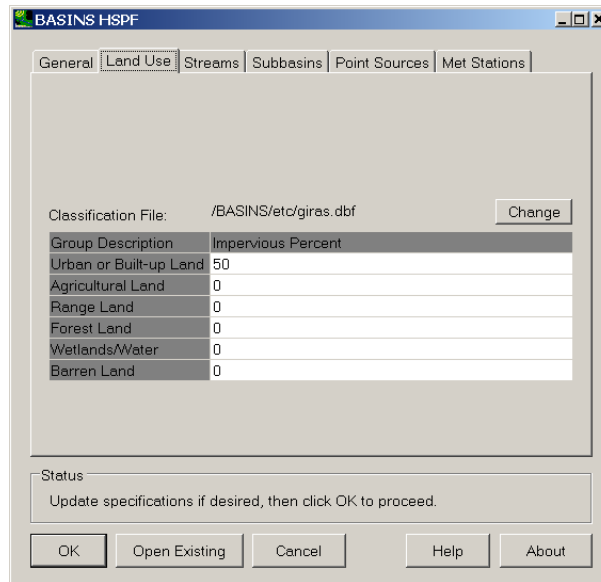 BASINS HSPF
General Land Use Streams Subbasins Point Sources Met Stations
Classification File: /BASINS/etc/giras.dbf Change
Group Description Impervious Percent
Urban or Built-up Land 50
Agricultural Land 0
Range Land 0
Forest Land 0
Wetlands/Water 0
Barren Land 0
Status
Update specifications if desired, then click OK to proceed.
OK Open Existing Cancel Help About